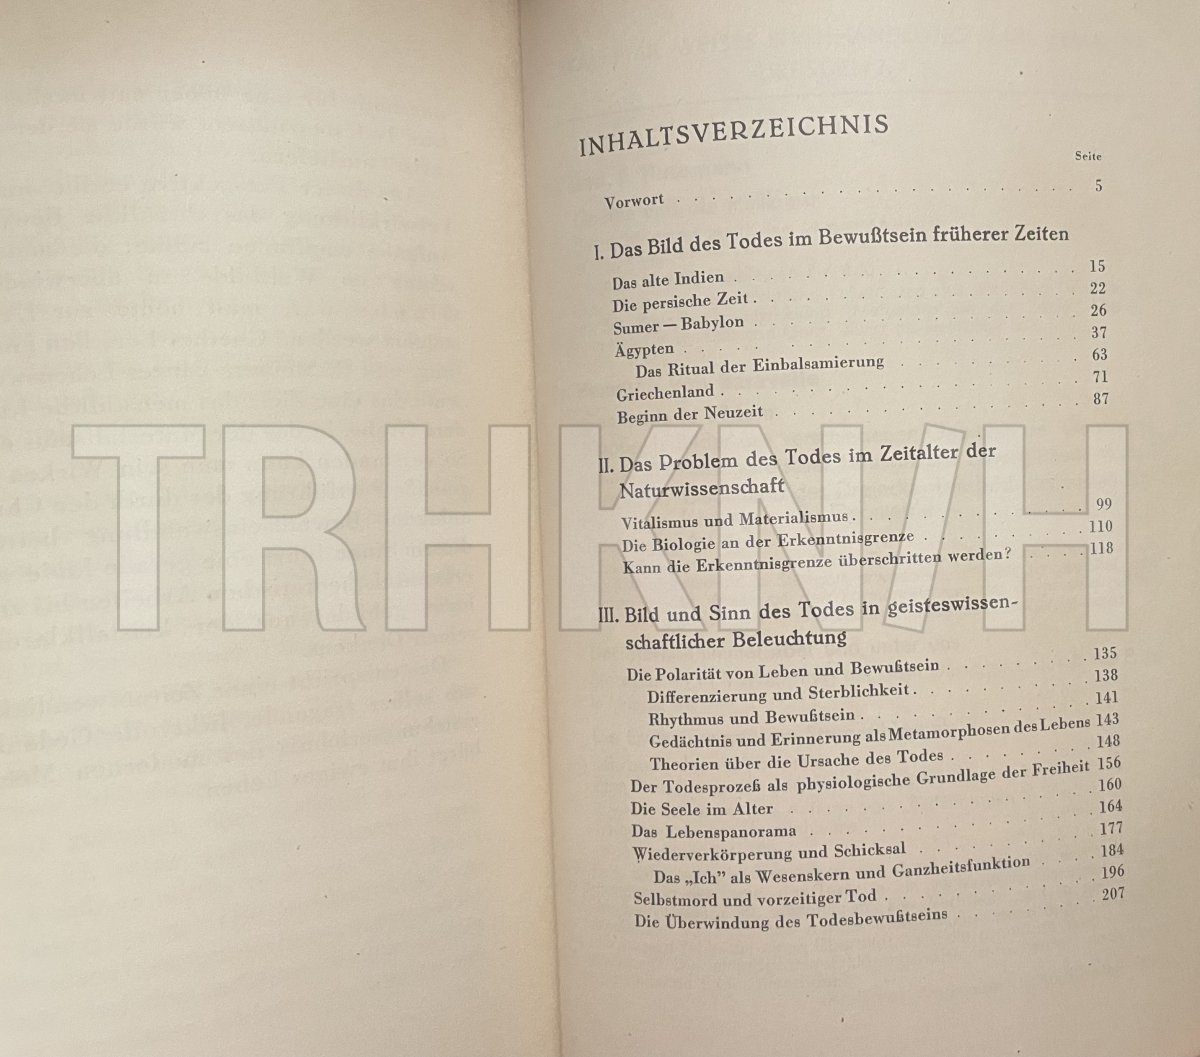 INHALTSVERZEICHNIS
Seite
Vorwort . . . . . . . . . . . . . . . . . . . . . . . 5
I. Das Bild des Todes im Bewußtsein früherer Zeiten
Das alte Indien . . . . . . . . . . . . . . . . . . . 15
Die persische Zeit . . . . . . . . . . . . . . . . . . 22
Sumer — Babylon . . . . . . . . . . . . . . . . . . 26
Ägypten . . . . . . . . . . . . . . . . . . . . . . 37
Das Ritual der Einbalsamierung . . . . . . . . . . 63
Griechenland . . . . . . . . . . . . . . . . . . . . 71
Beginn der Neuzeit . . . . . . . . . . . . . . . . . 87
II. Das Problem des Todes im Zeitalter der
Naturwissenschaft
Vitalismus und Materialismus . . . . . . . . . . . . . 99
Die Biologie an der Erkenntnisgrenze . . . . . . . . . 110
Kann die Erkenntnisgrenze überschritten werden? . . . . 118
III. Bild und Sinn des Todes in geisteswissen-
schaftlicher Beleuchtung
Die Polarität von Leben und Bewußtsein . . . . . . . . 135
Differenzierung und Sterblichkeit . . . . . . . . . . 138
Rhythmus und Bewußtsein . . . . . . . . . . . . . 141
Gedächtnis und Erinnerung als Metamorphosen des Lebens 143
Theorien über die Ursache des Todes . . . . . . . . 148
Der Todesprozeß als physiologische Grundlage der Freiheit 156
Die Seele im Alter . . . . . . . . . . . . . . . . . 160
Das Lebenspanorama . . . . . . . . . . . . . . . . 164
Wiederverkörperung und Schicksal . . . . . . . . . . 177
Das „Ich” als Wesenskern und Ganzheitsfunktion . . . . 184
Selbstmord und vorzeitiger Tod . . . . . . . . . . . . 196
Die Überwindung des Todesbewußtseins . . . . . . . . 207
TRHKN/H